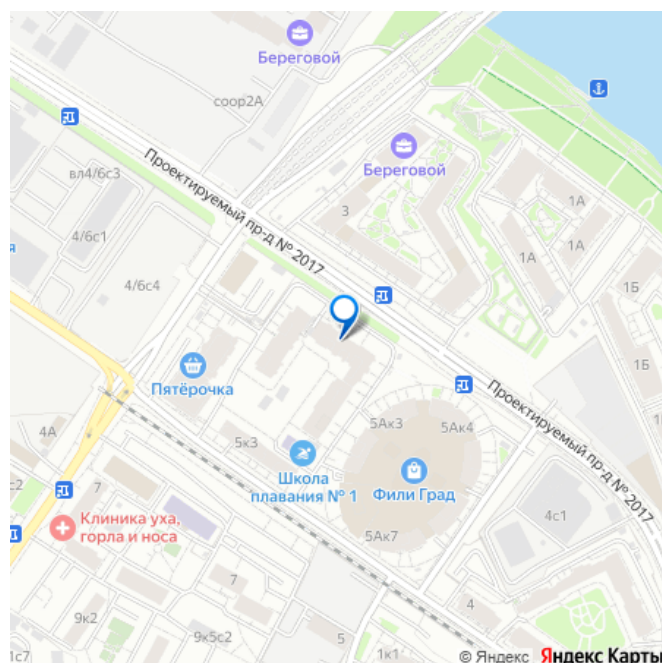 Береговой
соор2А
Проектируемый пр-д № 2017
вл4/6с3
Береговой
1А
3
4/6с1
1А
я
1А
1Б
4/6с4
1Б
Пятёрочка
Проектируемый пр-д № 2017
5Ак3
5Ак4
4А
5к3
Школа
плавания № 1
Фили Град
с2
7
4с1
Клиника уха,
горла и носа
5Ак7
7
4
9к2
9к5с2
5
1с7
1к1
© Яндекс Яндекс Карты